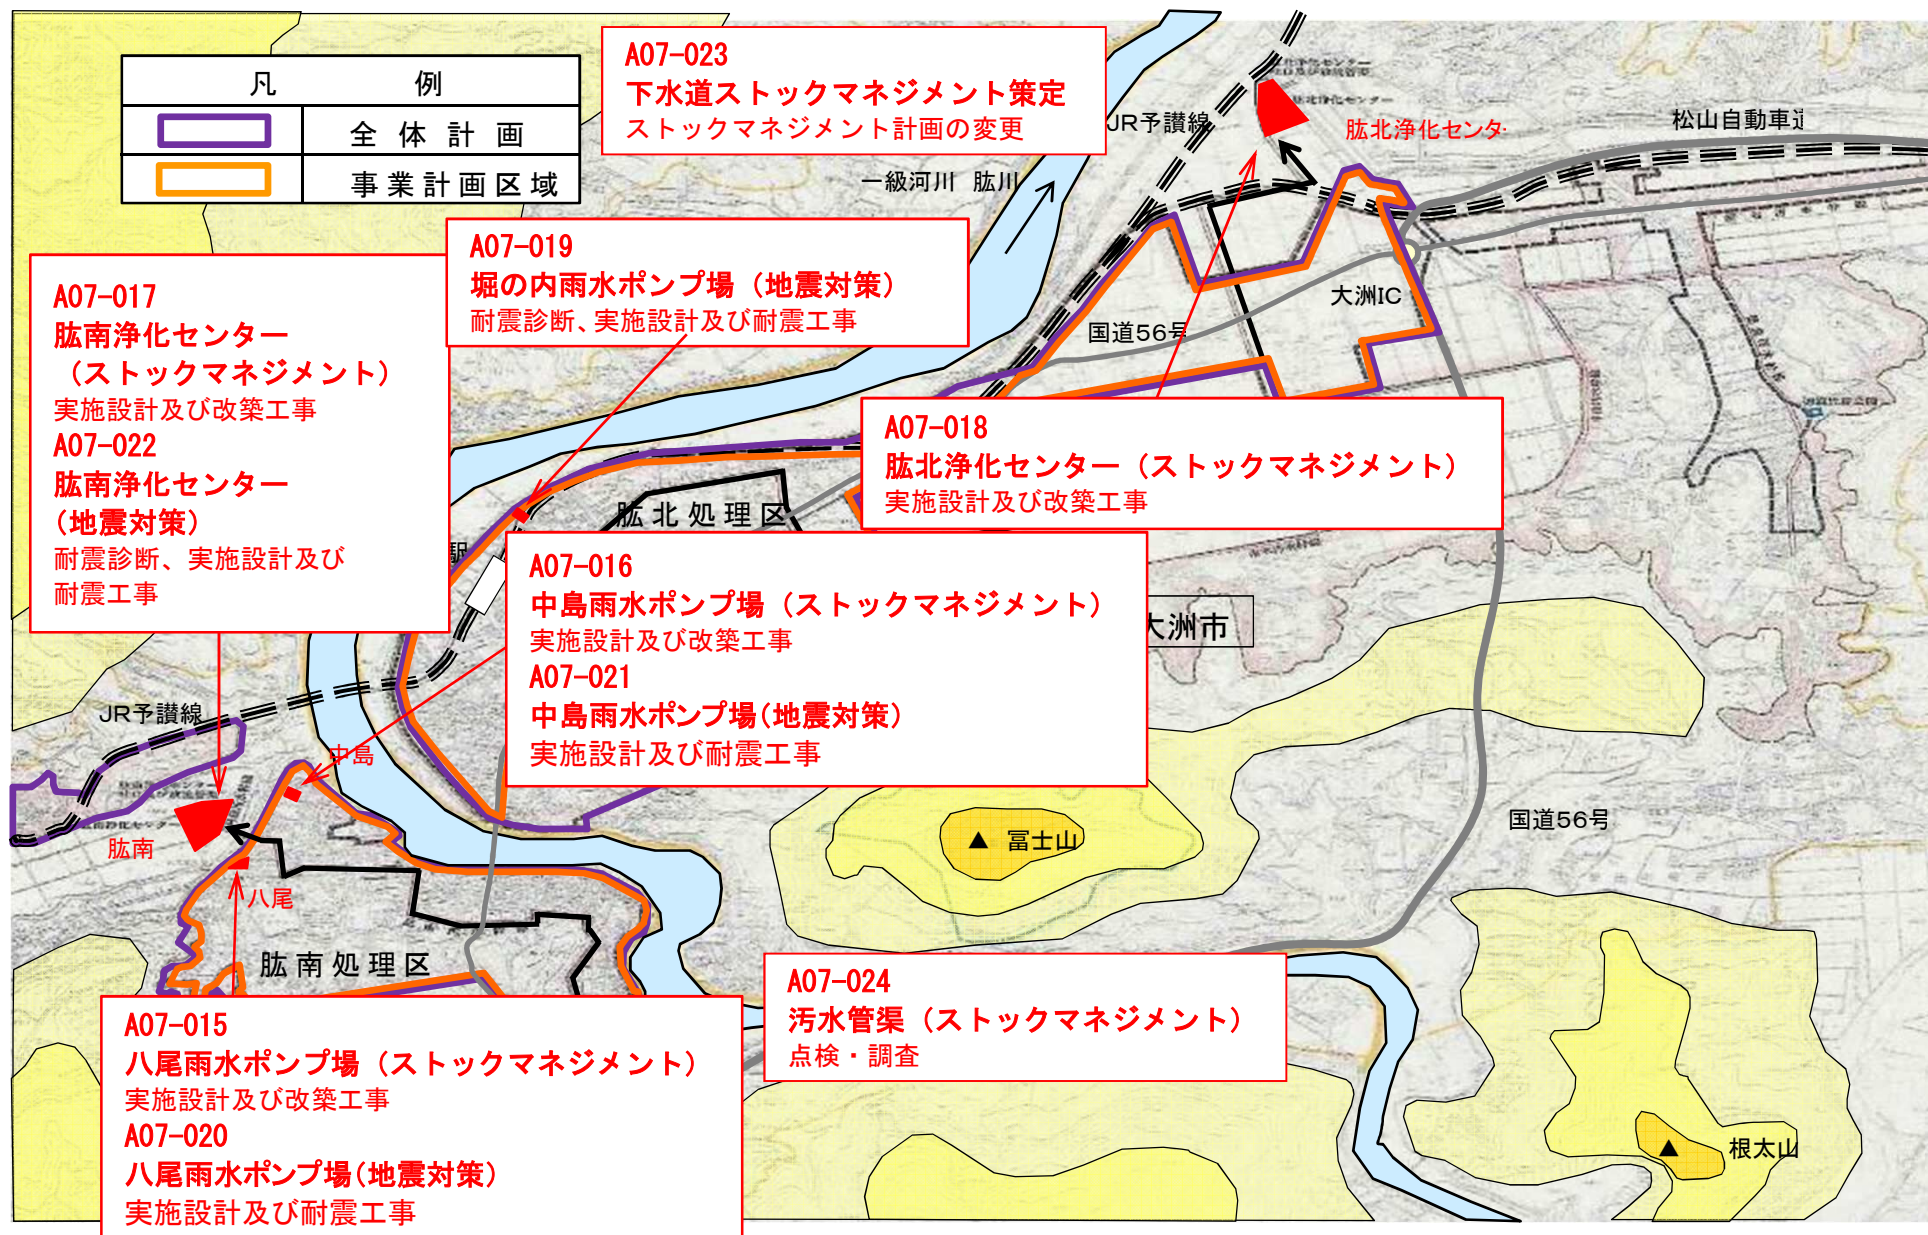 凡 例
全体計画
事業計画区域
A07-023
下水道ストックマネジメント策定
ストックマネジメント計画の変更
JR予讃線
肱北浄化センタ
松山自動車道
一級河川 肱川
A07-019
堀の内雨水ポンプ場（地震対策）
耐震診断、実施設計及び耐震工事
A07-017
肱南浄化センター
（ストックマネジメント）
実施設計及び改築工事
A07-022
肱南浄化センター
(地震対策)
耐震診断、実施設計及び
耐震工事
大洲IC
国道56号
A07-018
肱北浄化センター（ストックマネジメント）
実施設計及び改築工事
肱北処理区
駅
A07-016
中島雨水ポンプ場（ストックマネジメント）
実施設計及び改築工事
A07-021
中島雨水ポンプ場(地震対策)
実施設計及び耐震工事
大洲市
JR予讃線
中島
肱南
八尾
冨士山
国道56号
肱南処理区
A07-024
汚水管渠（ストックマネジメント）
点検・調査
A07-015
八尾雨水ポンプ場（ストックマネジメント）
実施設計及び改築工事
A07-020
八尾雨水ポンプ場(地震対策)
実施設計及び耐震工事
根太山